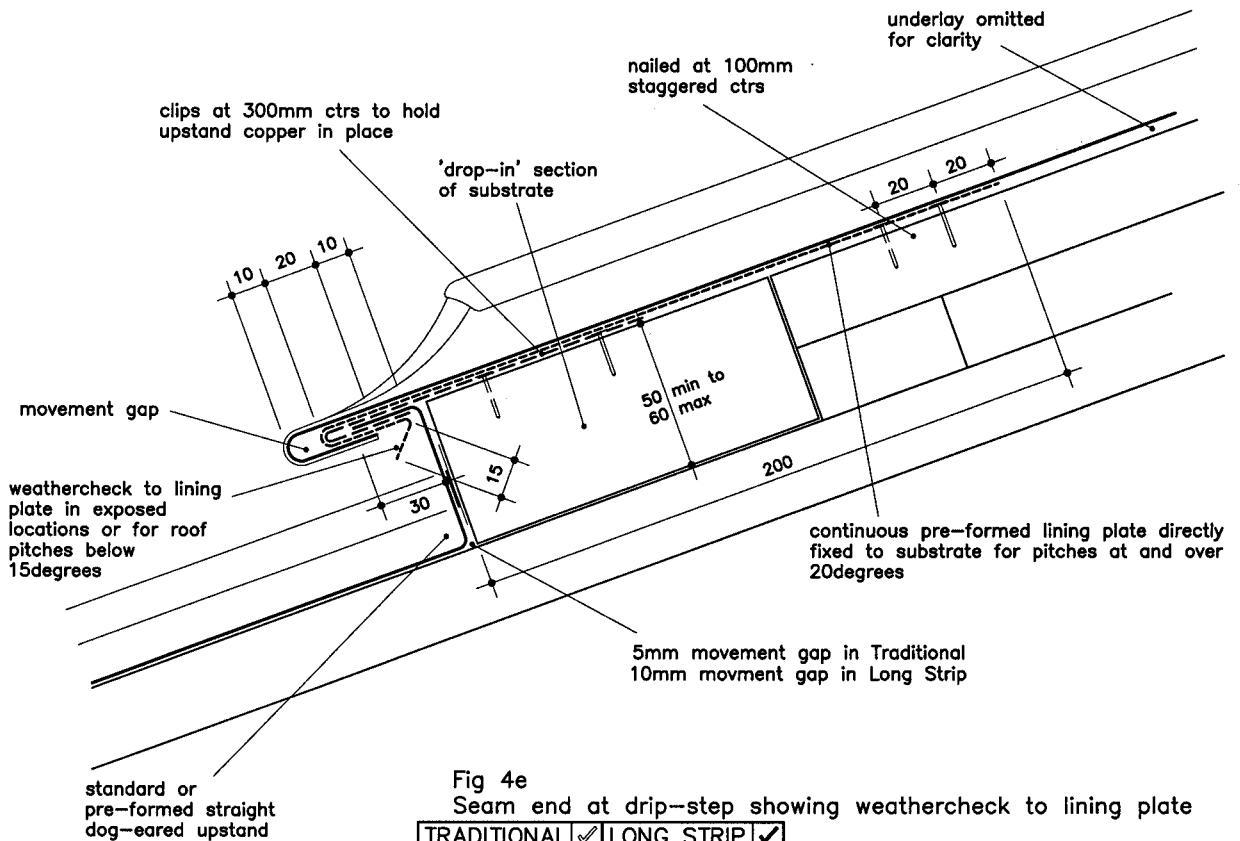 underlay omitted
for clarity
nailed at 100mm
staggered ctrs
clips at 300mm ctrs to hold
upstand copper in place
'drop-in' section
of substrate
20
20
10
20
10
50 min to
60 max
movement gap
15
200
30
weathercheck to lining
plate in exposed
locations or for roof
pitches below
15degrees
continuous pre-formed lining plate directly
fixed to substrate for pitches at and over
20degrees
5mm movement gap in Traditional
10mm movment gap in Long Strip
standard or
pre-formed straight
dog-eared upstand
Fig 4e
Seam end at drip-step showing weathercheck to lining plate
TRADITIONAL ✓ LONG STRIP ✓